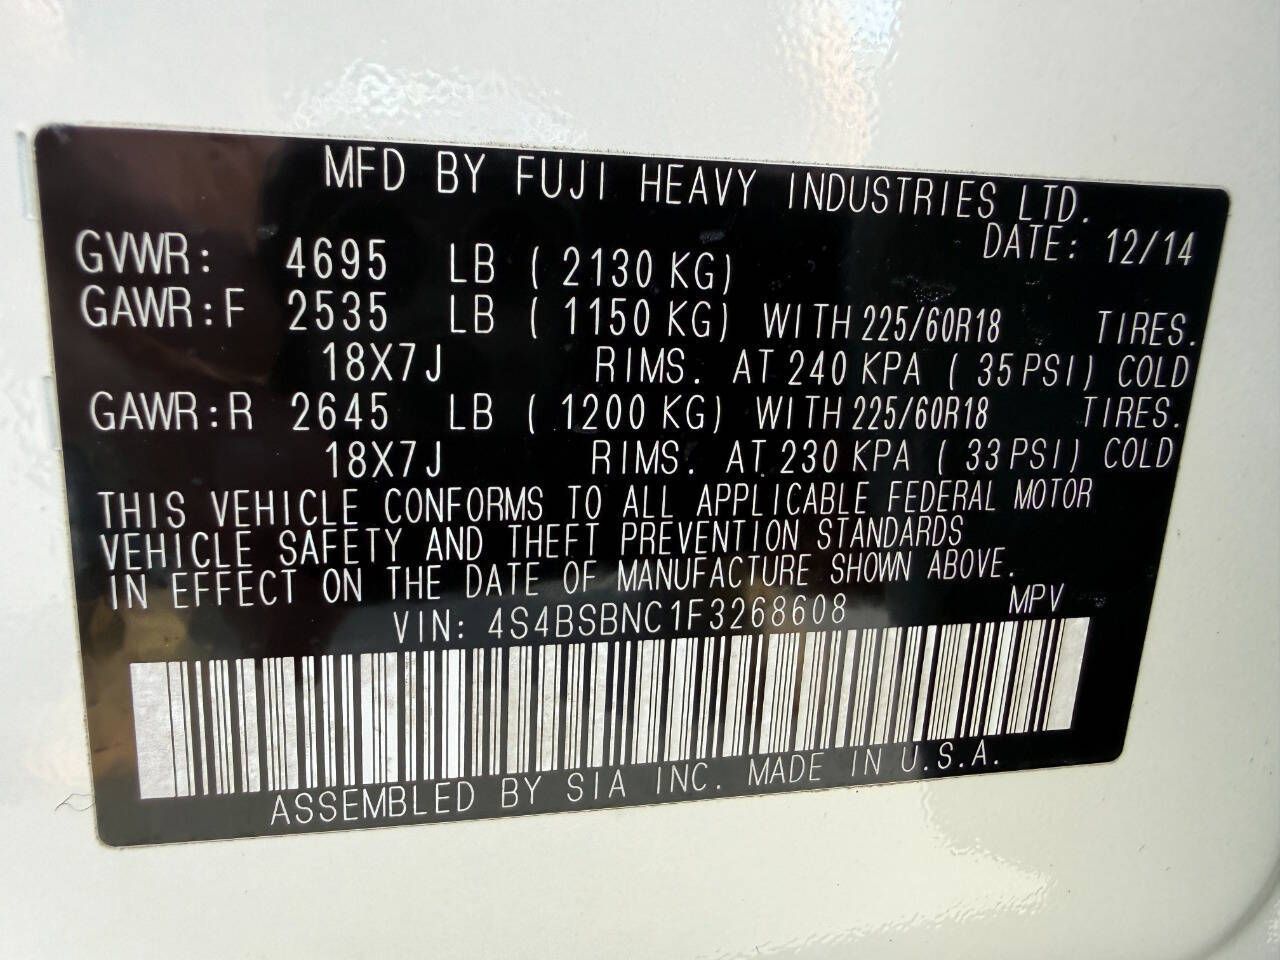 MFD BY FUJI HEAVY INDUSTRIES LTD.
DATE: 12/14
GVWR: 4695 LB ( 2130 KG)
GAWR:F 2535 LB ( 1150 KG) WITH 225/60R18 TIRES.
18X7J RIMS. AT 240 KPA ( 35 PSI) COLD
GAWR:R 2645 LB ( 1200 KG) WITH 225/60R18 TIRES.
18X7J RIMS. AT 230 KPA ( 33 PSI) COLD
THIS VEHICLE CONFORMS TO ALL APPLICABLE FEDERAL MOTOR
VEHICLE SAFETY AND THEFT PREVENTION STANDARDS
IN EFFECT ON THE DATE OF MANUFACTURE SHOWN ABOVE.
VIN: 4S4BSBNC1F3268608 MPV
ASSEMBLED BY SIA INC. MADE IN U.S.A.